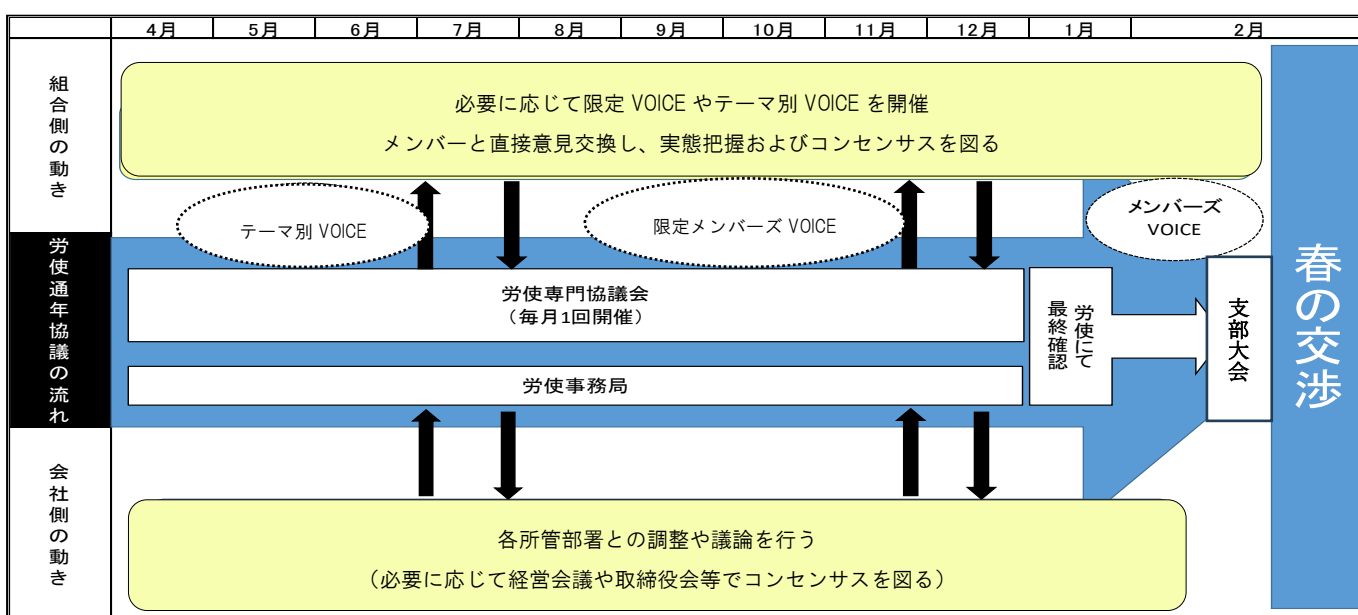 4月 5月 6月 7月 8月 9月 10月 11月 12月 1月 2月
組合側の動き
必要に応じて限定 VOICE やテーマ別 VOICE を開催
メンバーと直接意見交換し、実態把握およびコンセンサスを図る
テーマ別 VOICE
限定メンバーズ VOICE
メンバーズ
VOICE
労使通年協議の流れ
労使専門協議会
（毎月1回開催）
労使事務局
労使にて
最終確認
支部大会
春の交渉
会社側の動き
各所管部署との調整や議論を行う
（必要に応じて経営会議や取締役会等でコンセンサスを図る）